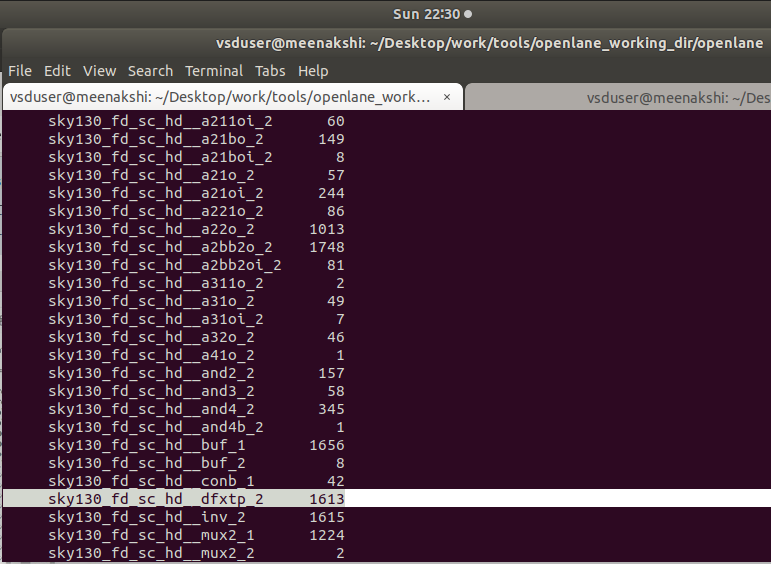 Sun 22:30
vsduser@meenakshi: ~/Desktop/work/tools/openlane_working_dir/openlane
File Edit View Search Terminal Tabs Help
vsduser@meenakshi: ~/Desktop/work/tools/openlane_work... × vsduser@meenakshi: ~/Des
sky130_fd_sc_hd__a211oi_2 60
sky130_fd_sc_hd__a21bo_2 149
sky130_fd_sc_hd__a21boi_2 8
sky130_fd_sc_hd__a21o_2 57
sky130_fd_sc_hd__a21oi_2 244
sky130_fd_sc_hd__a221o_2 86
sky130_fd_sc_hd__a22o_2 1013
sky130_fd_sc_hd__a2bb2o_2 1748
sky130_fd_sc_hd__a2bb2oi_2 81
sky130_fd_sc_hd__a311o_2 2
sky130_fd_sc_hd__a31o_2 49
sky130_fd_sc_hd__a31oi_2 7
sky130_fd_sc_hd__a32o_2 46
sky130_fd_sc_hd__a41o_2 1
sky130_fd_sc_hd__and2_2 157
sky130_fd_sc_hd__and3_2 58
sky130_fd_sc_hd__and4_2 345
sky130_fd_sc_hd__and4b_2 1
sky130_fd_sc_hd__buf_1 1656
sky130_fd_sc_hd__buf_2 8
sky130_fd_sc_hd__conb_1 42
sky130_fd_sc_hd__dfxtp_2 1613
sky130_fd_sc_hd__inv_2 1615
sky130_fd_sc_hd__mux2_1 1224
sky130_fd_sc_hd__mux2_2 2